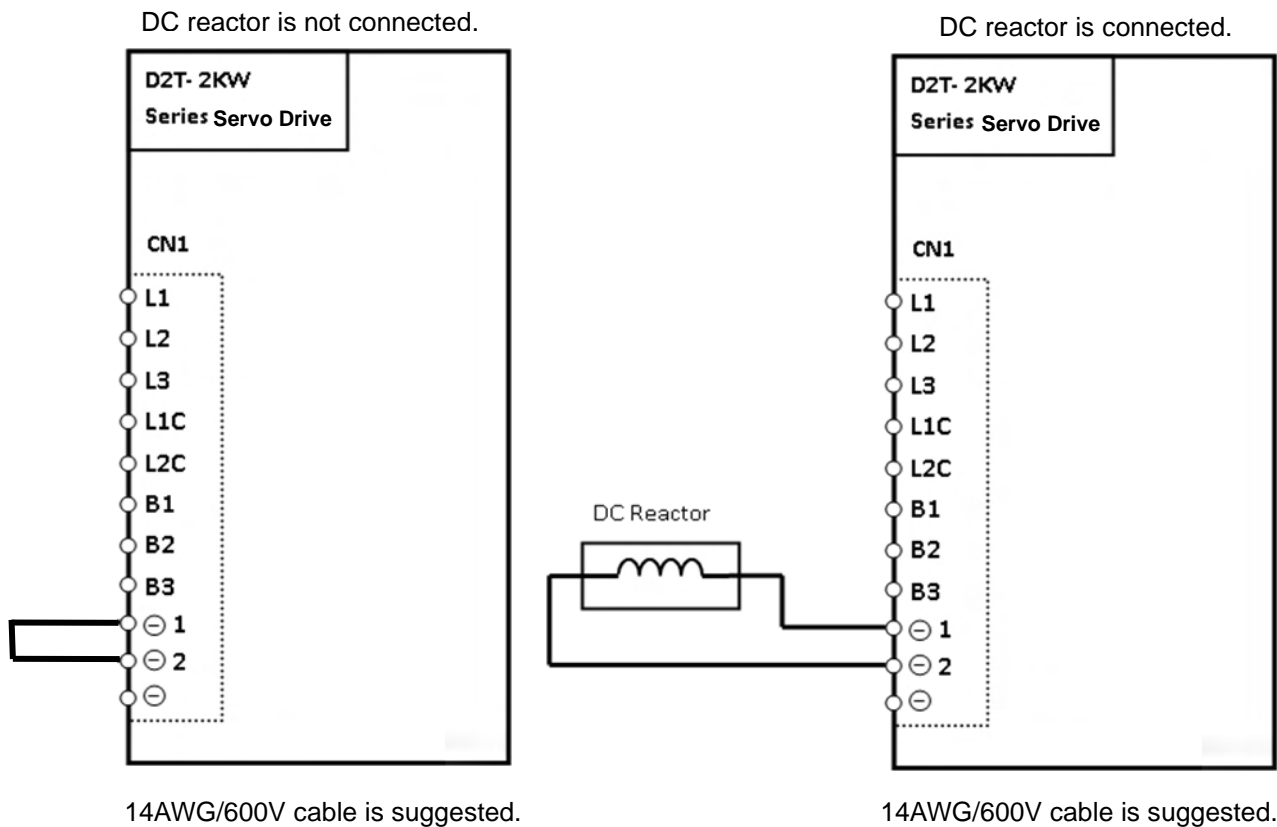 DC reactor is not connected.
D2T- 2KW
Series Servo Drive
CN1
L1
L2
L3
L1C
L2C
B1
B2
B3
⊖ 1
⊖ 2
⊖
14AWG/600V cable is suggested.
DC reactor is connected.
D2T- 2KW
Series Servo Drive
CN1
L1
L2
L3
L1C
L2C
B1
B2
B3
⊖ 1
⊖ 2
⊖
DC Reactor
14AWG/600V cable is suggested.